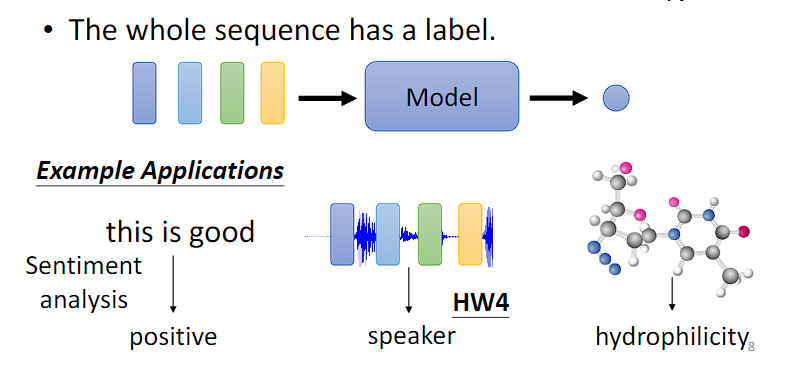 • The whole sequence has a label.
Model
Example Applications
this is good
Sentiment
analysis
positive
HW4
speaker
hydrophilicity
8